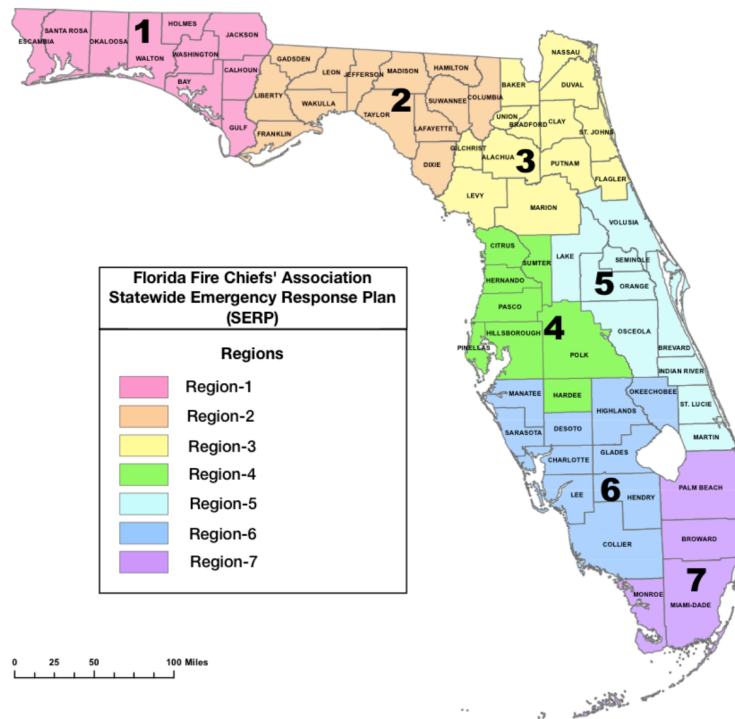 ESCAMBIA
SANTA ROSA
OKALOOSA
1
WALTON
HOLMES
WASHINGTON
JACKSON
BAY
CALHOUN
GULF
GADSDEN
LIBERTY
FRANKLIN
LEON
WAKULLA
JEFFERSON
MADISON
2
TAYLOR
HAMILTON
SUWANNEE
LAFAYETTE
DIXIE
COLUMBIA
NASSAU
BAKER
DUVAL
UNION
BRADFORD
CLAY
ST. JOHNS
GILCHRIST
ALACHUA
3
PUTNAM
FLAGLER
LEVY
MARION
VOLUSIA
CITRUS
SUMTER
LAKE
SEMINOLE
HERNANDO
5
ORANGE
PASCO
HILLSBOROUGH
4
OSCEOLA
PINELLAS
POLK
BREVARD
INDIAN RIVER
MANATEE
HARDEE
HIGHLANDS
OKEECHOBEE
ST. LUCIE
SARASOTA
DESOTO
MARTIN
CHARLOTTE
GLADES
LEE
6
HENDRY
PALM BEACH
COLLIER
BROWARD
MONROE
7
MIAMI-DADE
Florida Fire Chiefs' Association
Statewide Emergency Response Plan
(SERP)
Regions
Region-1
Region-2
Region-3
Region-4
Region-5
Region-6
Region-7
0 25 50 100 Miles